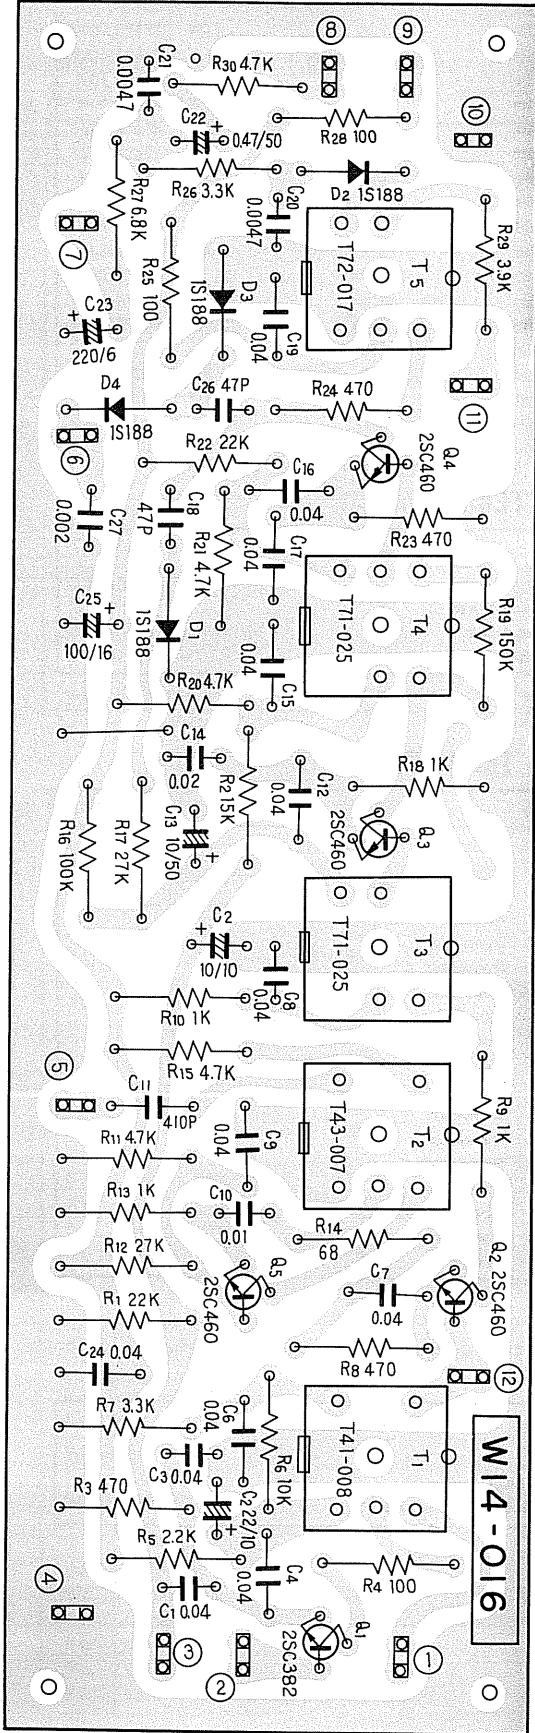 C21
0.0047
R30 4.7K
⑧
⑨
⑩
C22
0.47/50
R28 100
R26 3.3K
D2 1S188
R27 6.8K
⑦
C20
0.0047
T72-017
T5
R29 3.9K
R25
100
D3
1S188
C19
0.04
C23
220/6
D4
1S188
C26 47P
R24 470
⑪
⑥
R22 22K
Q4
2SC460
C16
0.04
C27
0.002
C18
47P
R21 4.7K
C17
0.04
R23 470
C25
100/16
D1
1S188
T71-025
T4
R19 150K
C15
0.04
R20 4.7K
C14
0.02
R2 15K
C12
0.04
R18 1K
R16 100K
R17 27K
C13
10/50
Q3
2SC460
C2
10/10
C8
0.04
T71-025
T3
R10 1K
R15 4.7K
⑤
C11
410P
C9
0.04
T43-007
T2
R9 1K
R11 4.7K
R13 1K
C10
0.01
R14
68
R12 27K
Q5
2SC460
C7
0.04
Q2 2SC460
R1 22K
C24 0.04
R8 470
⑫
R7 3.3K
C6
0.04
R6 10K
T41-008
T1
W14-016
C3 0.04
R3 470
C2 22/10
R5 2.2K
C4
0.04
R4 100
④
C1 0.04
Q1
2SC382
③
②
①